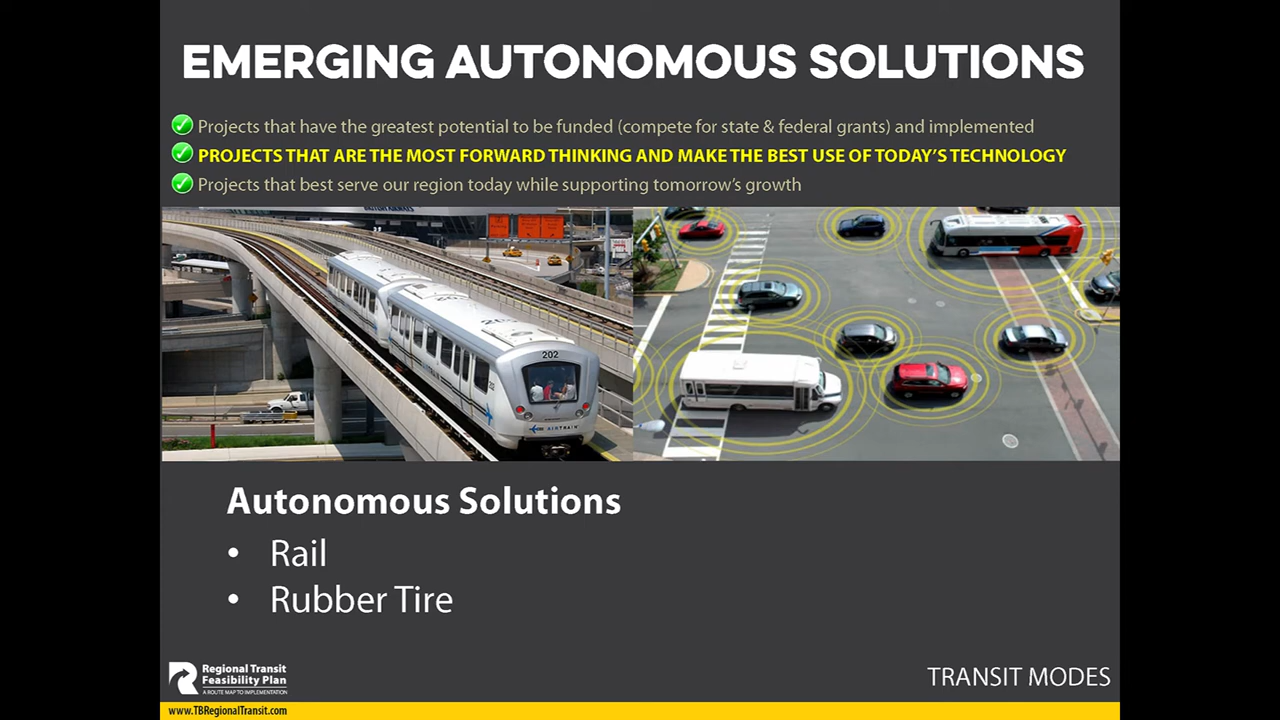 EMERGING AUTONOMOUS SOLUTIONS
Projects that have the greatest potential to be funded (compete for state & federal grants) and implemented
PROJECTS THAT ARE THE MOST FORWARD THINKING AND MAKE THE BEST USE OF TODAY'S TECHNOLOGY
Projects that best serve our region today while supporting tomorrow's growth
202
AIRTRAIN
Autonomous Solutions
• Rail
• Rubber Tire
Regional Transit
Feasibility Plan
A ROUTE MAP TO IMPLEMENTATION
TRANSIT MODES
www.TBRegionalTransit.com